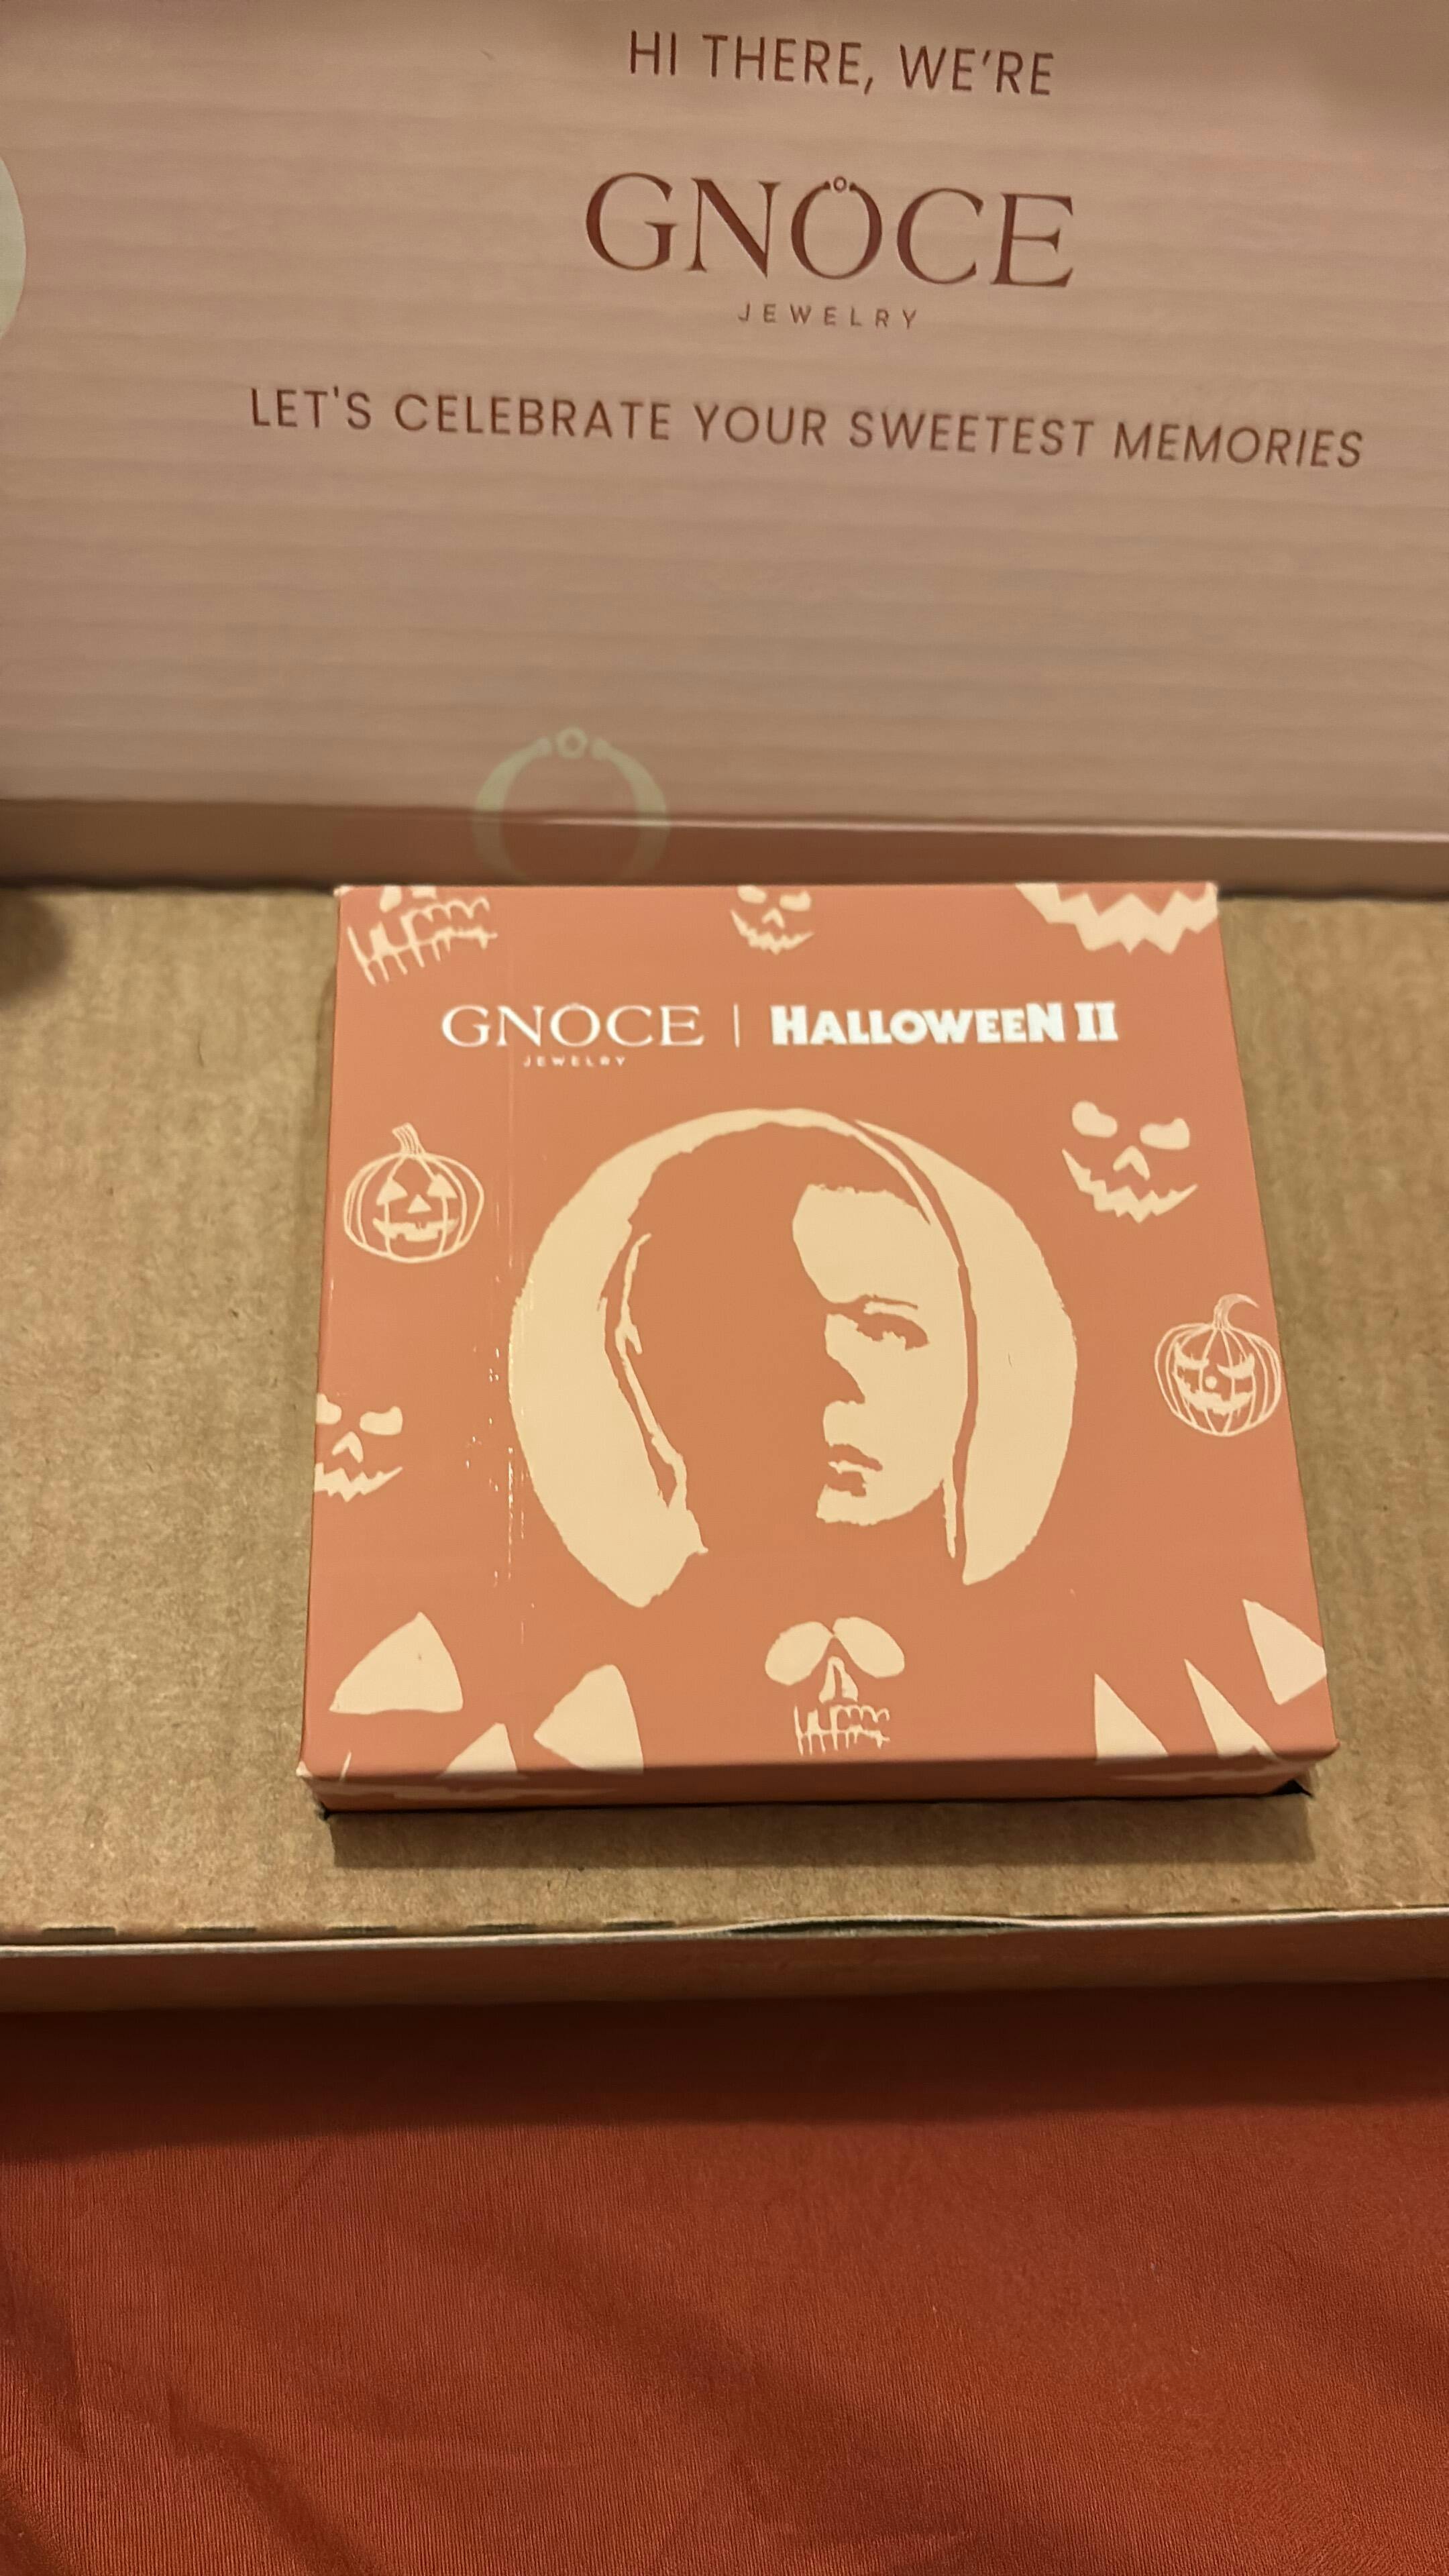 HI THERE, WE'RE
GNOCE
JEWELRY
LET'S CELEBRATE YOUR SWEETEST MEMORIES
GNOCE | HALLOWEEN II
JEWELRY